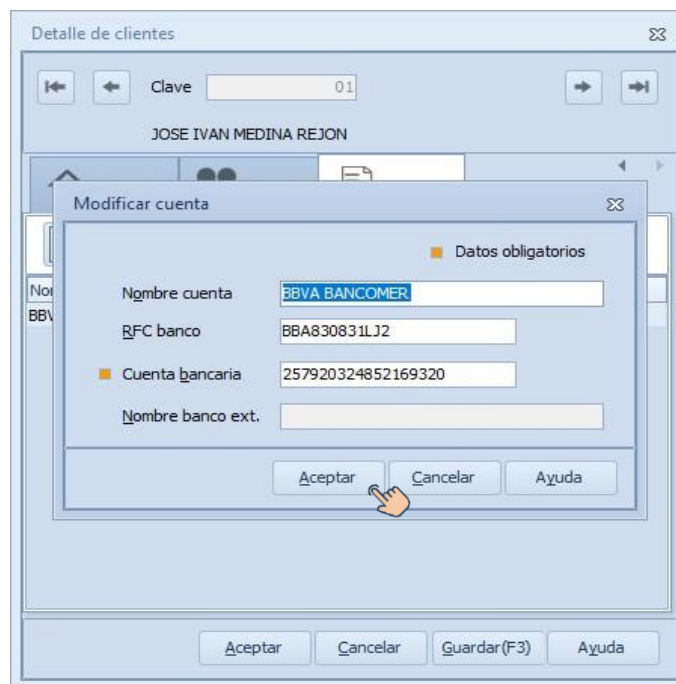 Detalle de clientes
Clave 01
JOSE IVAN MEDINA REJON
Modificar cuenta
Datos obligatorios
Nombre cuenta BBVA BANCOMER
RFC banco BBA830831LJ2
Cuenta bancaria 257920324852169320
Nombre banco ext.
Aceptar Cancelar Ayuda
Aceptar Cancelar Guardar(F3) Ayuda